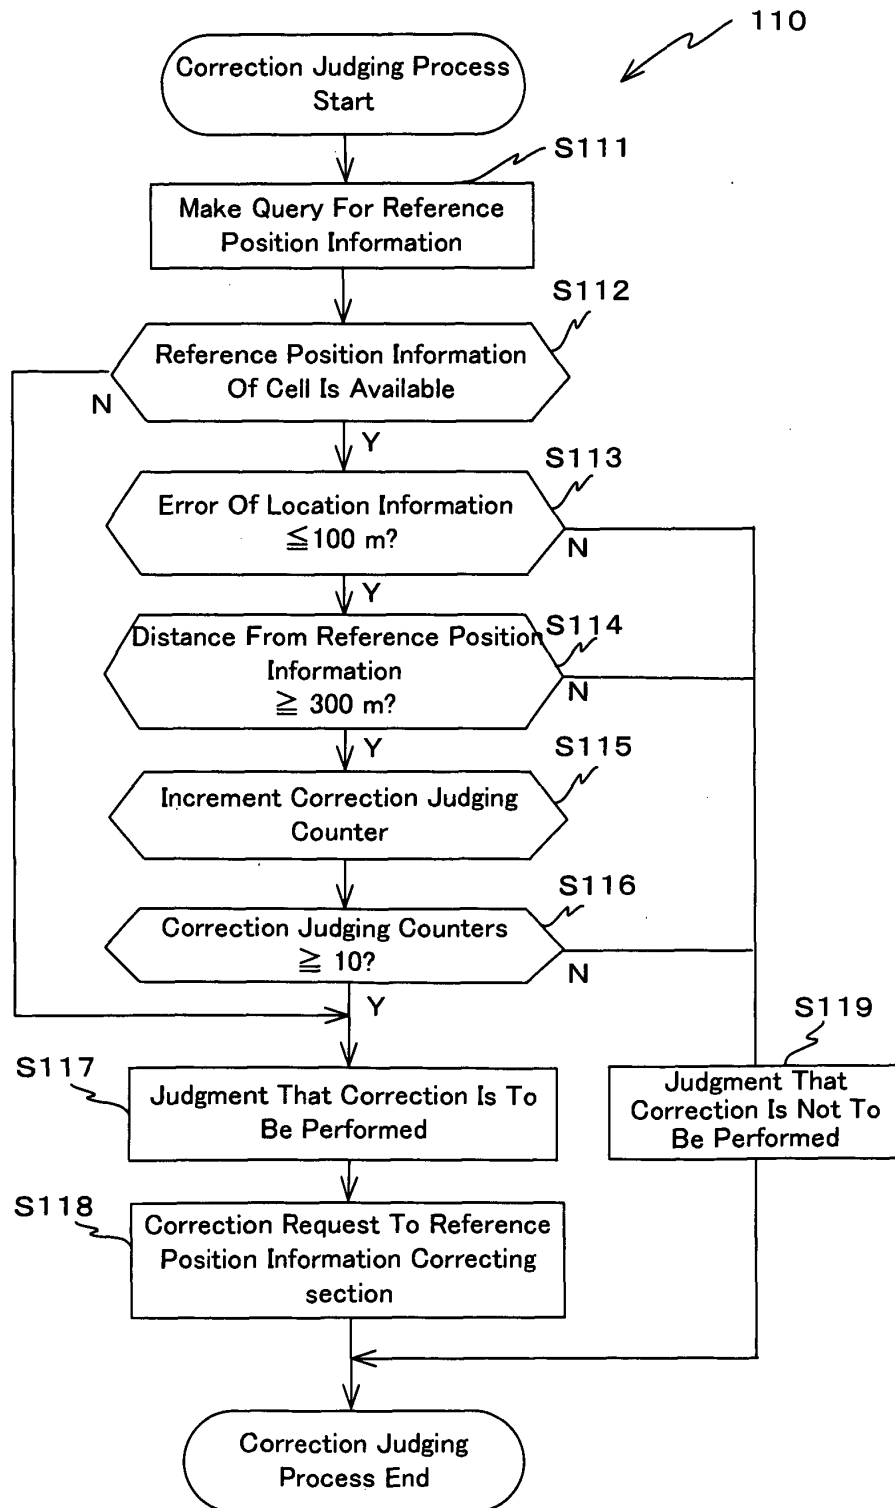 110
Correction Judging Process
Start
S111
Make Query For Reference
Position Information
S112
Reference Position Information
Of Cell Is Available
N
Y
S113
Error Of Location Information
≦100 m?
N
Y
S114
Distance From Reference Position
Information
≧ 300 m?
N
Y
S115
Increment Correction Judging
Counter
S116
Correction Judging Counters
≧ 10?
N
Y
S117
Judgment That Correction Is To
Be Performed
S119
Judgment That
Correction Is Not To
Be Performed
S118
Correction Request To Reference
Position Information Correcting
section
Correction Judging
Process End